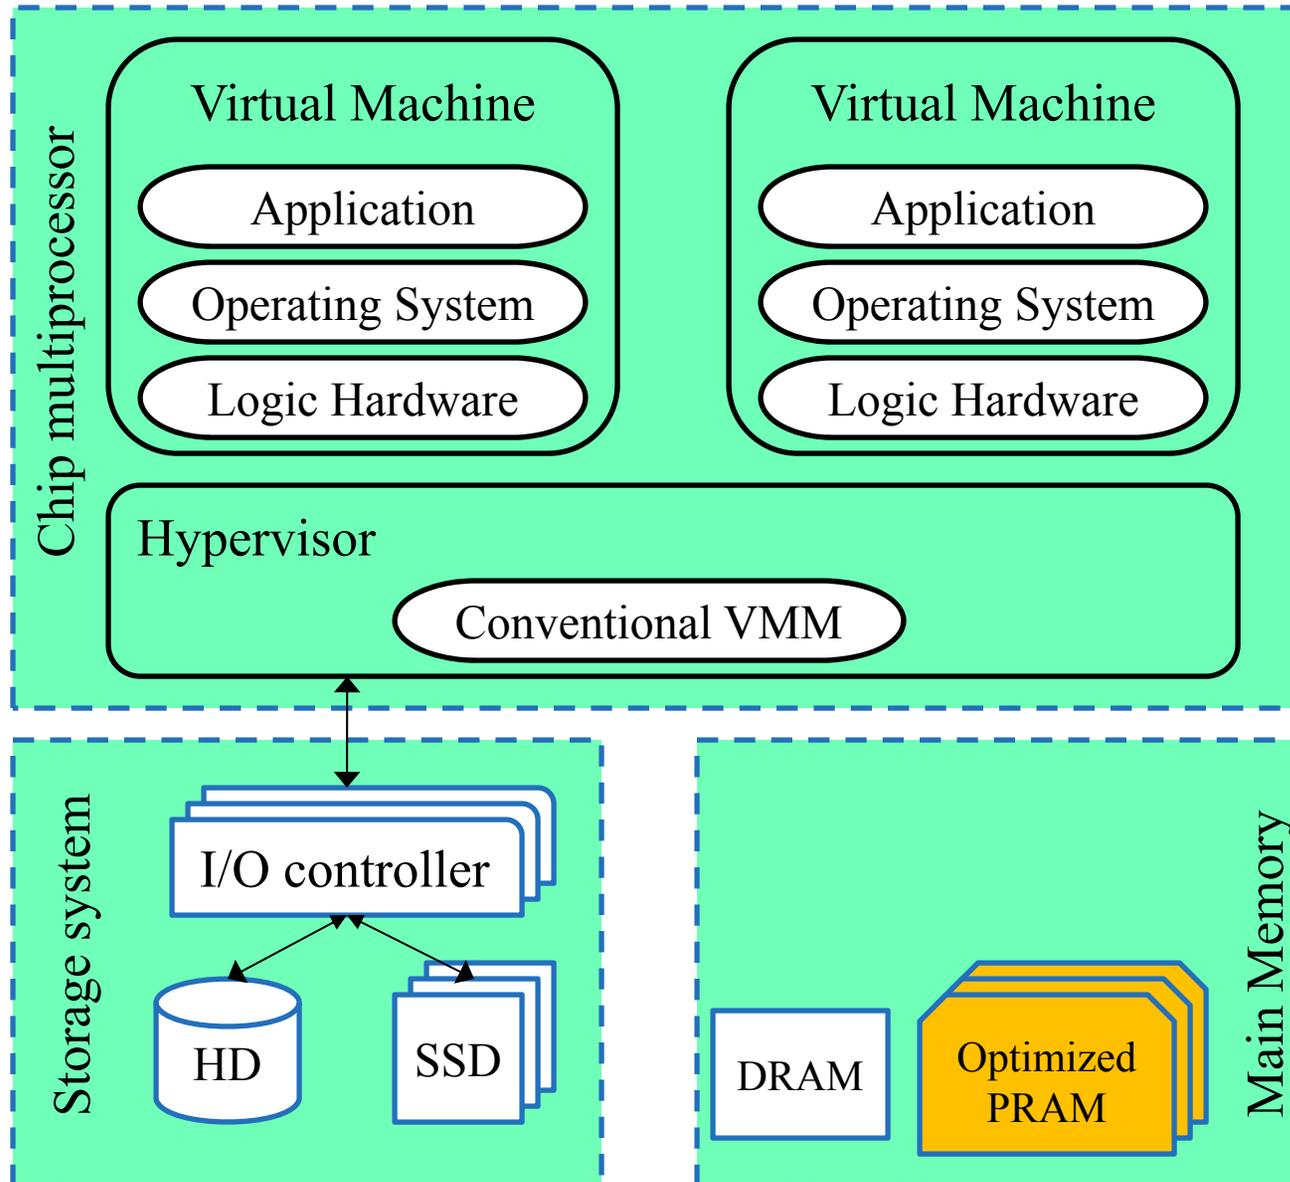 Chip multiprocessor
Virtual Machine
Application
Operating System
Logic Hardware
Virtual Machine
Application
Operating System
Logic Hardware
Hypervisor
Conventional VMM
Storage system
I/O controller
HD
SSD
DRAM
Optimized
PRAM
Main Memory